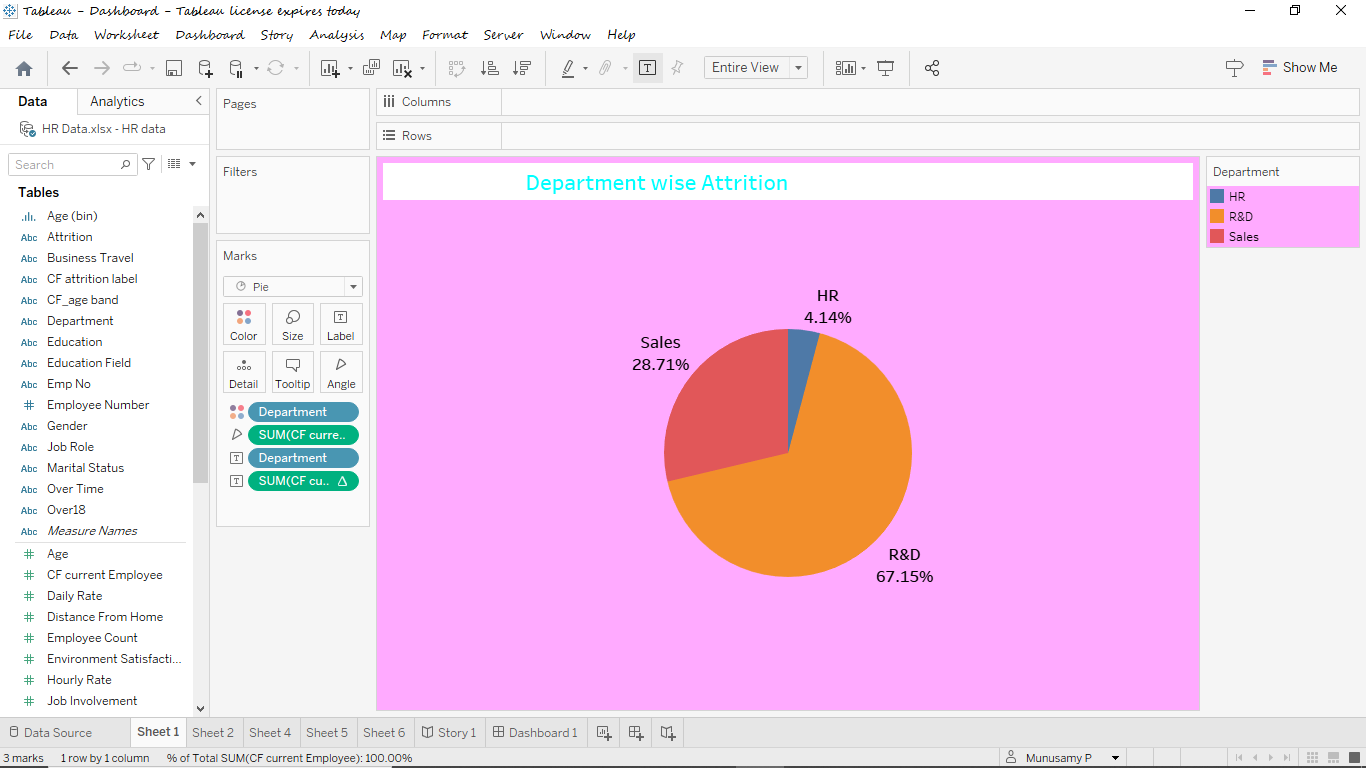 Tableau - Dashboard - Tableau license expires today
File Data Worksheet Dashboard Story Analysis Map Format Server Window Help
Entire View
Show Me
Data Analytics
HR Data.xlsx - HR data
Search
Tables
Age (bin)
Abc Attrition
Abc Business Travel
Abc CF attrition label
Abc CF_age band
Abc Department
Abc Education
Abc Education Field
Abc Emp No
# Employee Number
Abc Gender
Abc Job Role
Abc Marital Status
Abc Over Time
Abc Over18
Abc Measure Names
# Age
# CF current Employee
# Daily Rate
# Distance From Home
# Employee Count
# Environment Satisfacti...
# Hourly Rate
# Job Involvement
Pages
Filters
Marks
Pie
Color Size Label
Detail Tooltip Angle
Department
SUM(CF curre..
Department
SUM(CF cu.. Δ
Columns
Rows
Department wise Attrition
HR
4.14%
Sales
28.71%
R&D
67.15%
Department
HR
R&D
Sales
Data Source Sheet 1 Sheet 2 Sheet 4 Sheet 5 Sheet 6 Story 1 Dashboard 1
3 marks 1 row by 1 column % of Total SUM(CF current Employee): 100.00% Munusamy P